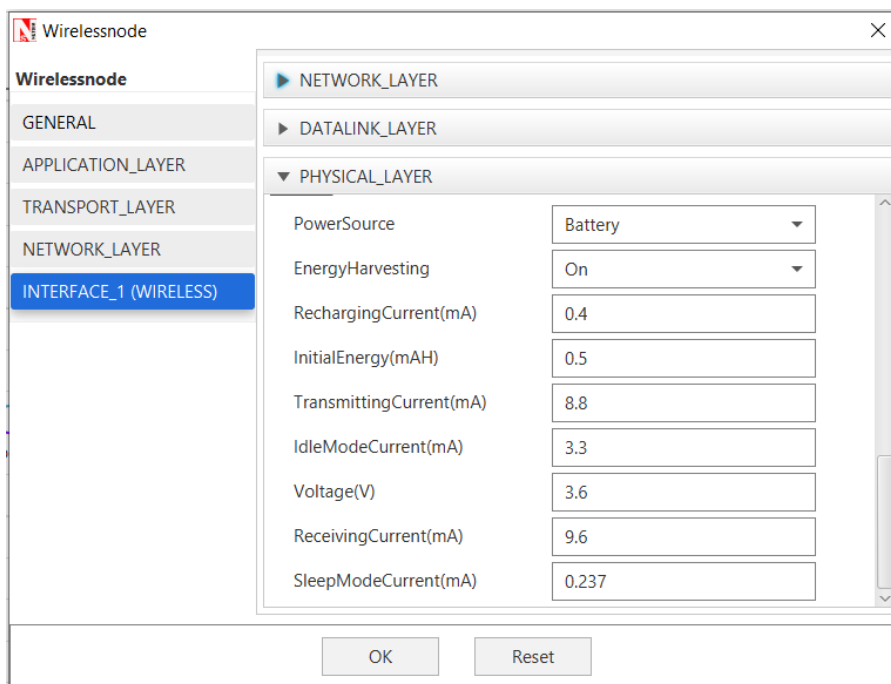 Wirelessnode
Wirelessnode
GENERAL
APPLICATION_LAYER
TRANSPORT_LAYER
NETWORK_LAYER
INTERFACE_1 (WIRELESS)
NETWORK_LAYER
DATALINK_LAYER
PHYSICAL_LAYER
PowerSource Battery
EnergyHarvesting On
RechargingCurrent(mA) 0.4
InitialEnergy(mAH) 0.5
TransmittingCurrent(mA) 8.8
IdleModeCurrent(mA) 3.3
Voltage(V) 3.6
ReceivingCurrent(mA) 9.6
SleepModeCurrent(mA) 0.237
OK Reset